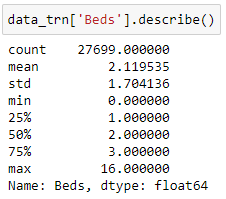 data_trn['Beds'].describe()
count    27699.000000
mean         2.119535
std          1.704136
min          0.000000
25%          1.000000
50%          2.000000
75%          3.000000
max         16.000000
Name: Beds, dtype: float64